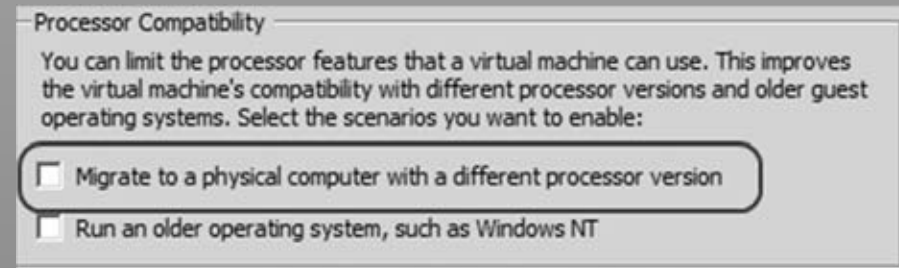 Processor Compatibility
You can limit the processor features that a virtual machine can use. This improves
the virtual machine's compatibility with different processor versions and older guest
operating systems. Select the scenarios you want to enable:
Migrate to a physical computer with a different processor version
Run an older operating system, such as Windows NT